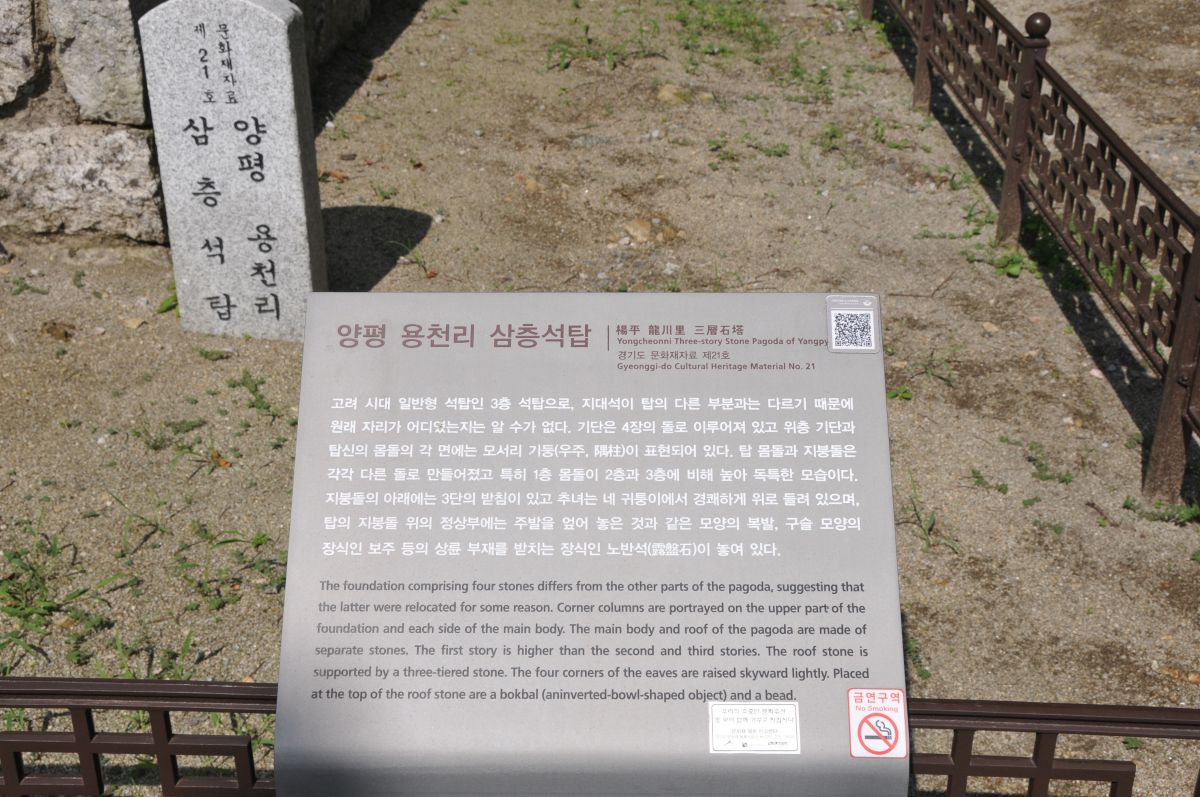 문화재자료
제21호
양평 용천리
삼층석탑
양평 용천리 삼층석탑
楊平 龍川里 三層石塔
Yongcheonni Three-story Stone Pagoda of Yangpy
경기도 문화재자료 제21호
Gyeonggi-do Cultural Heritage Material No. 21
고려 시대 일반형 석탑인 3층 석탑으로, 지대석이 탑의 다른 부분과는 다르기 때문에
원래 자리가 어디였는지는 알 수가 없다. 기단은 4장의 돌로 이루어져 있고 위층 기단과
탑신의 몸돌의 각 면에는 모서리 기둥(우주, 隅柱)이 표현되어 있다. 탑 몸돌과 지붕돌은
각각 다른 돌로 만들어졌고 특히 1층 몸돌이 2층과 3층에 비해 높아 독특한 모습이다.
지붕돌의 아래에는 3단의 받침이 있고 추녀는 네 귀퉁이에서 경쾌하게 위로 들려 있으며,
탑의 지붕돌 위의 정상부에는 주발을 엎어 놓은 것과 같은 모양의 복발, 구슬 모양의
장식인 보주 등의 상륜 부재를 받치는 장식인 노반석(露盤石)이 놓여 있다.
The foundation comprising four stones differs from the other parts of the pagoda, suggesting that
the latter were relocated for some reason. Corner columns are portrayed on the upper part of the
foundation and each side of the main body. The main body and roof of the pagoda are made of
separate stones. The first story is higher than the second and third stories. The roof stone is
supported by a three-tiered stone. The four corners of the eaves are raised skyward lightly. Placed
at the top of the roof stone are a bokbal (aninverted-bowl-shaped object) and a bead.
금연구역
No Smoking